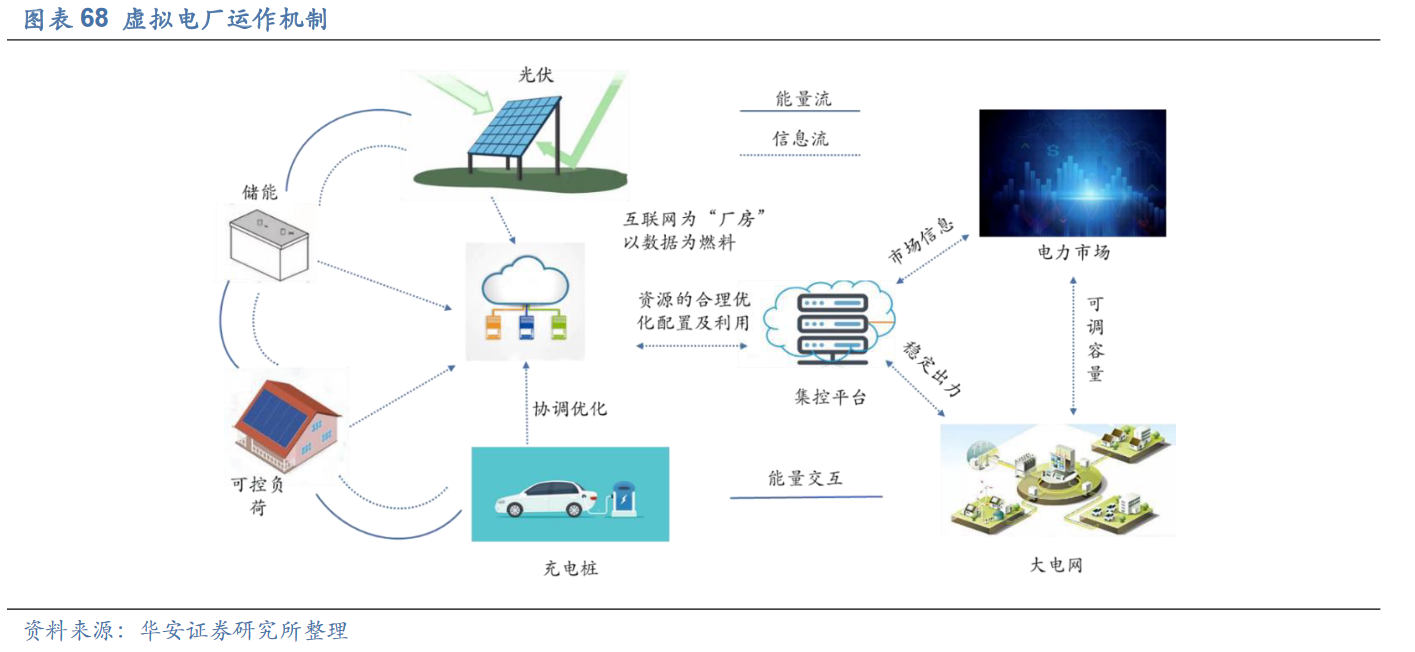 图表 68 虚拟电厂运作机制
光伏
能量流
信息流
储能
互联网为“厂房”
以数据为燃料
市场信息
电力市场
资源的合理优
化配置及利用
可调容量
稳定出力
集控平台
协调优化
可控负
荷
能量交互
充电桩
大电网
资料来源：华安证券研究所整理